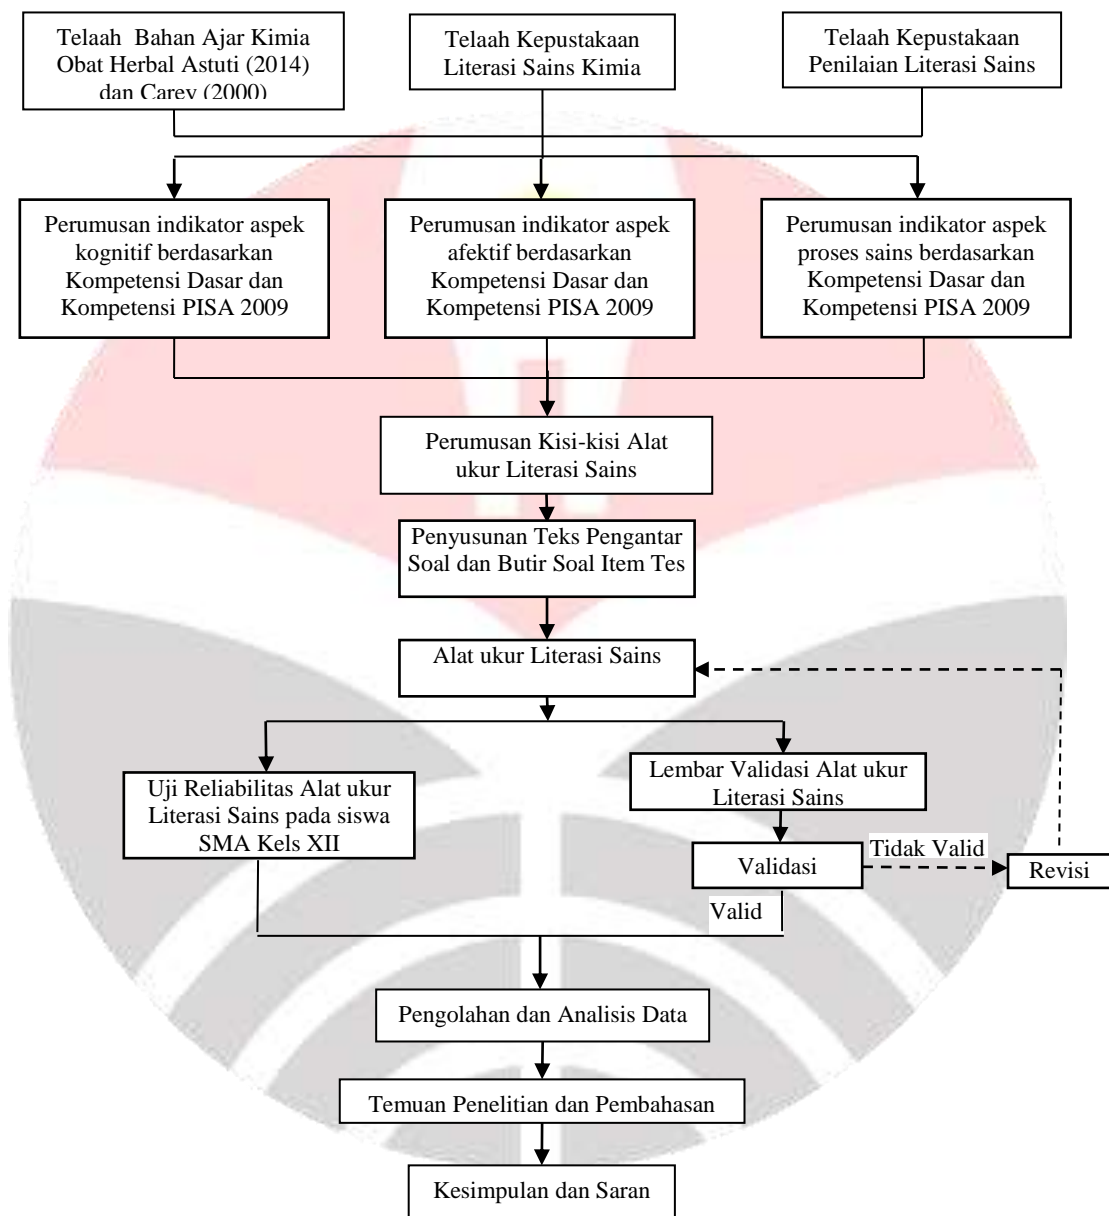 Telaah Bahan Ajar Kimia
Obat Herbal Astuti (2014)
dan Carey (2000)
Telaah Kepustakaan
Literasi Sains Kimia
Telaah Kepustakaan
Penilaian Literasi Sains
Perumusan indikator aspek
kognitif berdasarkan
Kompetensi Dasar dan
Kompetensi PISA 2009
Perumusan indikator aspek
afektif berdasarkan
Kompetensi Dasar dan
Kompetensi PISA 2009
Perumusan indikator aspek
proses sains berdasarkan
Kompetensi Dasar dan
Kompetensi PISA 2009
Perumusan Kisi-kisi Alat
ukur Literasi Sains
Penyusunan Teks Pengantar
Soal dan Butir Soal Item Tes
Alat ukur Literasi Sains
Uji Reliabilitas Alat ukur
Literasi Sains pada siswa
SMA Kels XII
Lembar Validasi Alat ukur
Literasi Sains
Validasi
Tidak Valid
Revisi
Valid
Pengolahan dan Analisis Data
Temuan Penelitian dan Pembahasan
Kesimpulan dan Saran